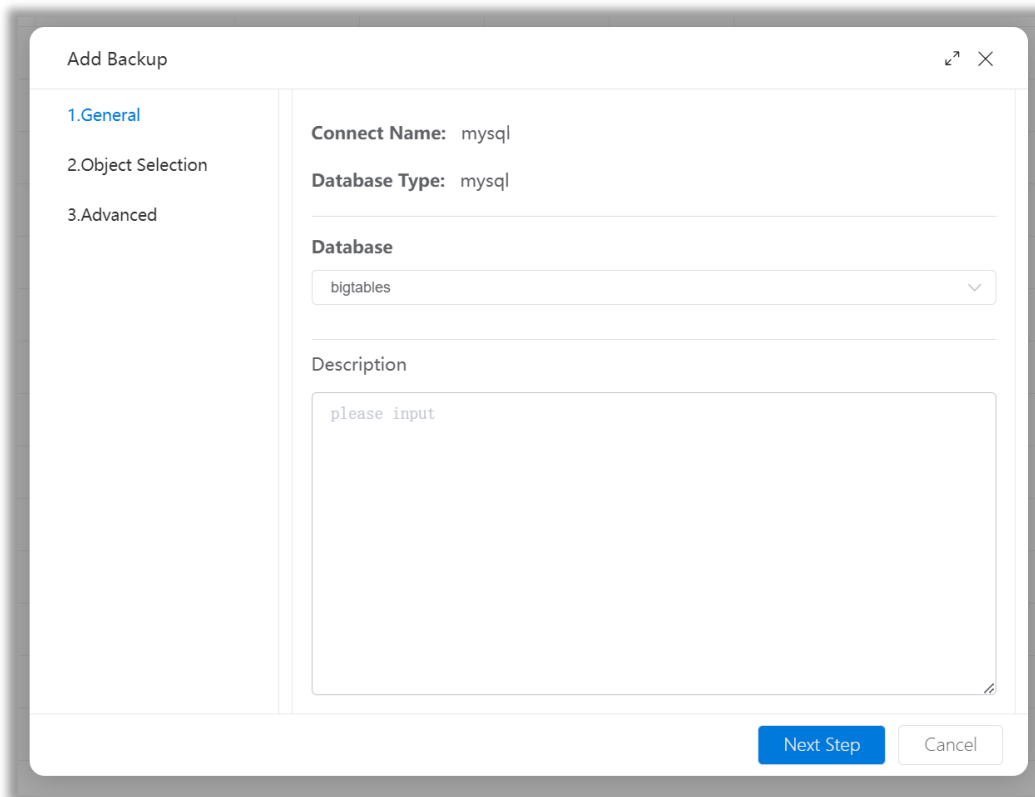 Add Backup
1.General
2.Object Selection
3.Advanced
Connect Name: mysql
Database Type: mysql
Database
bigtables
Description
please input
Next Step
Cancel